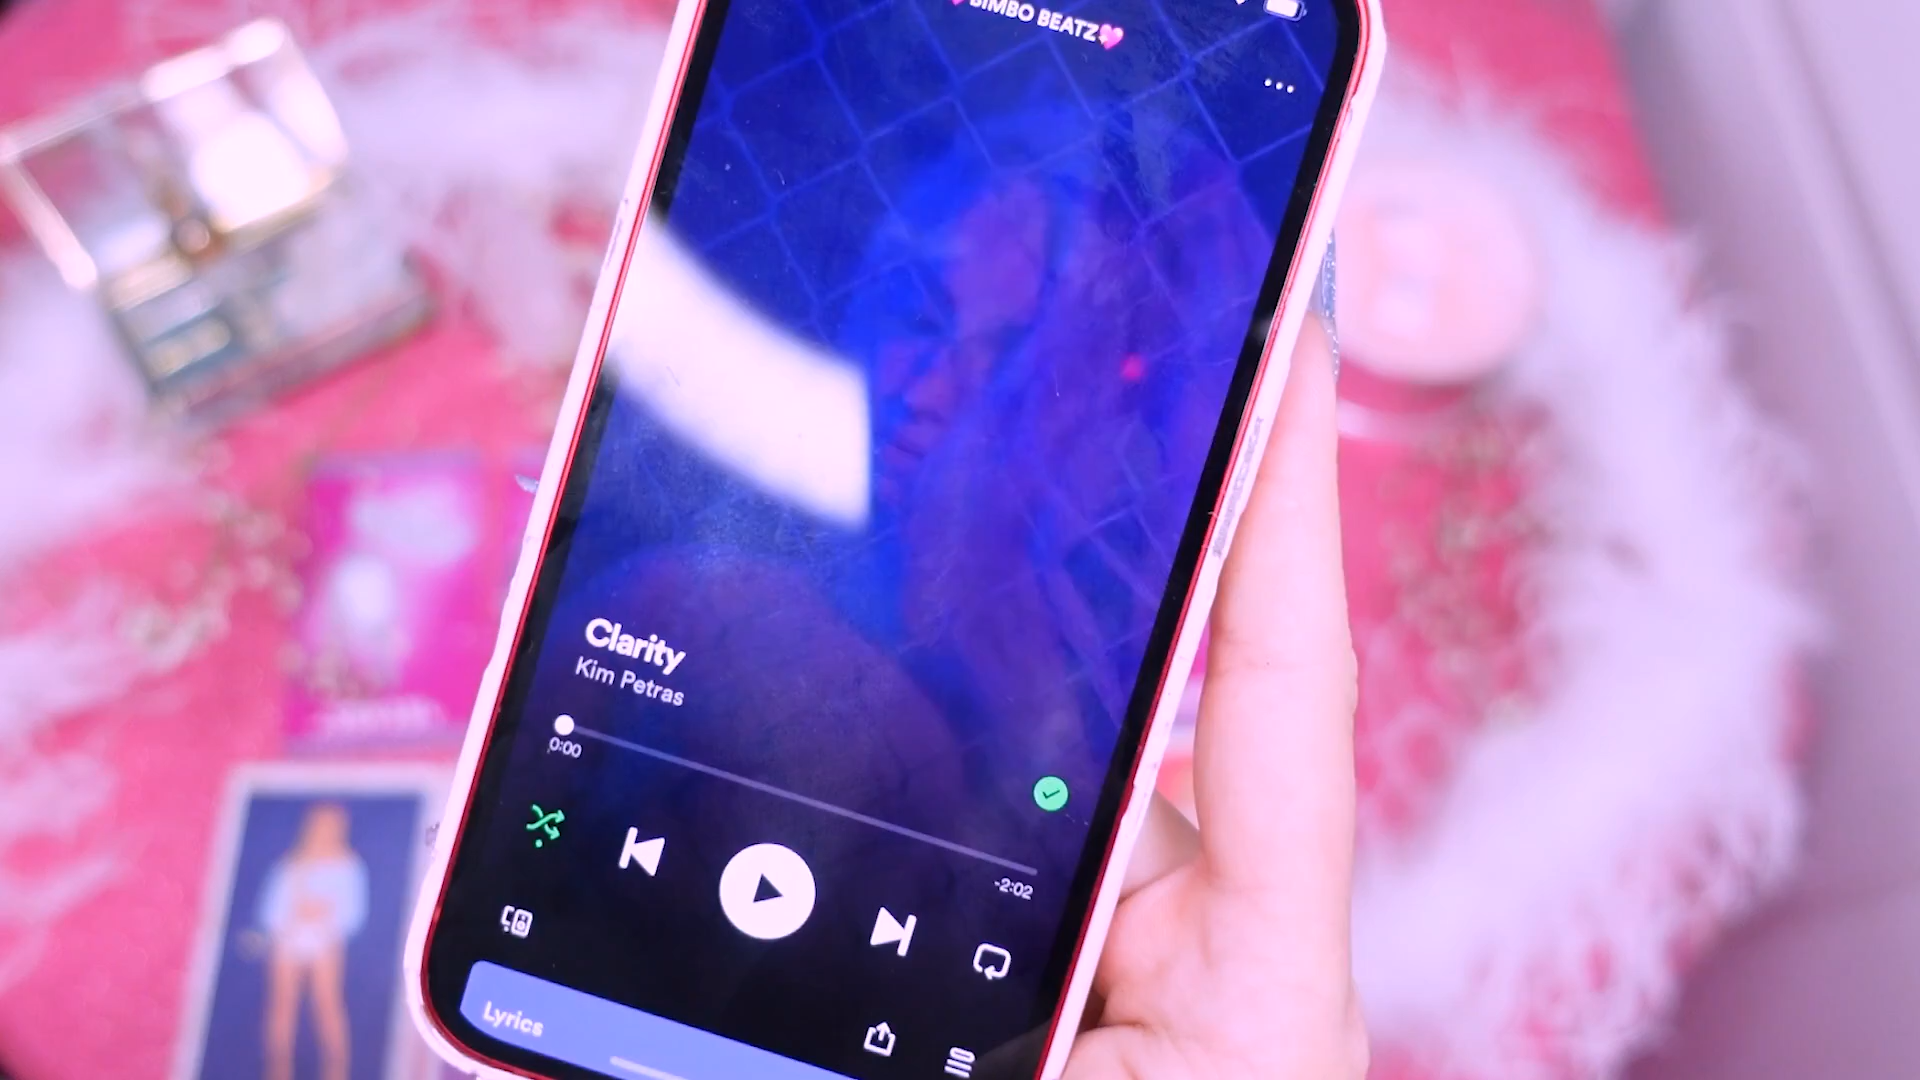 💖BIMBO BEATZ💖
Clarity
Kim Petras
0:00
-2:02
Lyrics